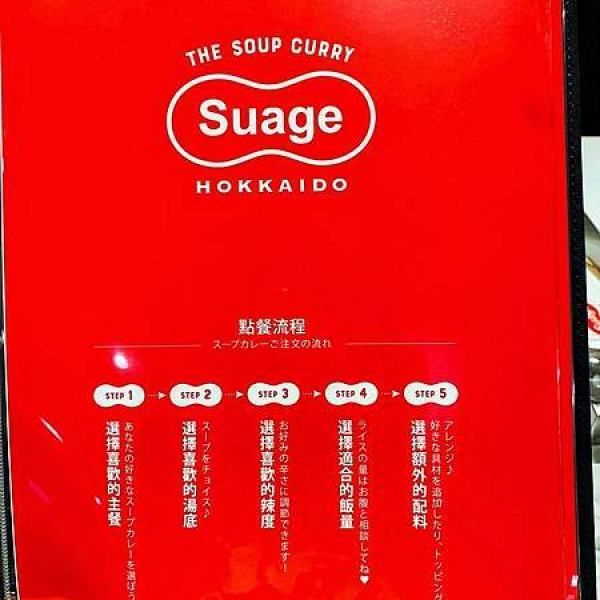 THE SOUP CURRY
Suage
HOKKAIDO
點餐流程
スープカレーご注文の流れ
STEP 1
STEP 2
STEP 3
STEP 4
STEP 5
あなたの好きなスープカレーを選ぼう
選擇喜歡的主餐
スープをチョイス♪
選擇喜歡的湯底
お好みの辛さに調節できます!
選擇喜歡的辣度
ライスの量はお腹と相談してね♥
選擇適合的飯量
アレンジ♪
好きな具材を追加したり、トッピング
選擇額外的配料